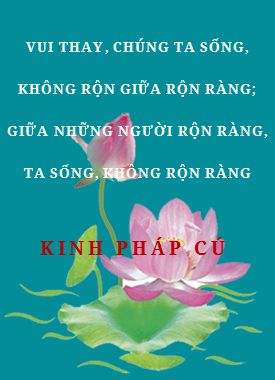 VUI THAY, CHÚNG TA SỐNG,
KHÔNG RỘN GIỮA RỘN RÀNG;
GIỮA NHỮNG NGƯỜI RỘN RÀNG,
TA SỐNG, KHÔNG RỘN RÀNG
KINH PHÁP CÚ